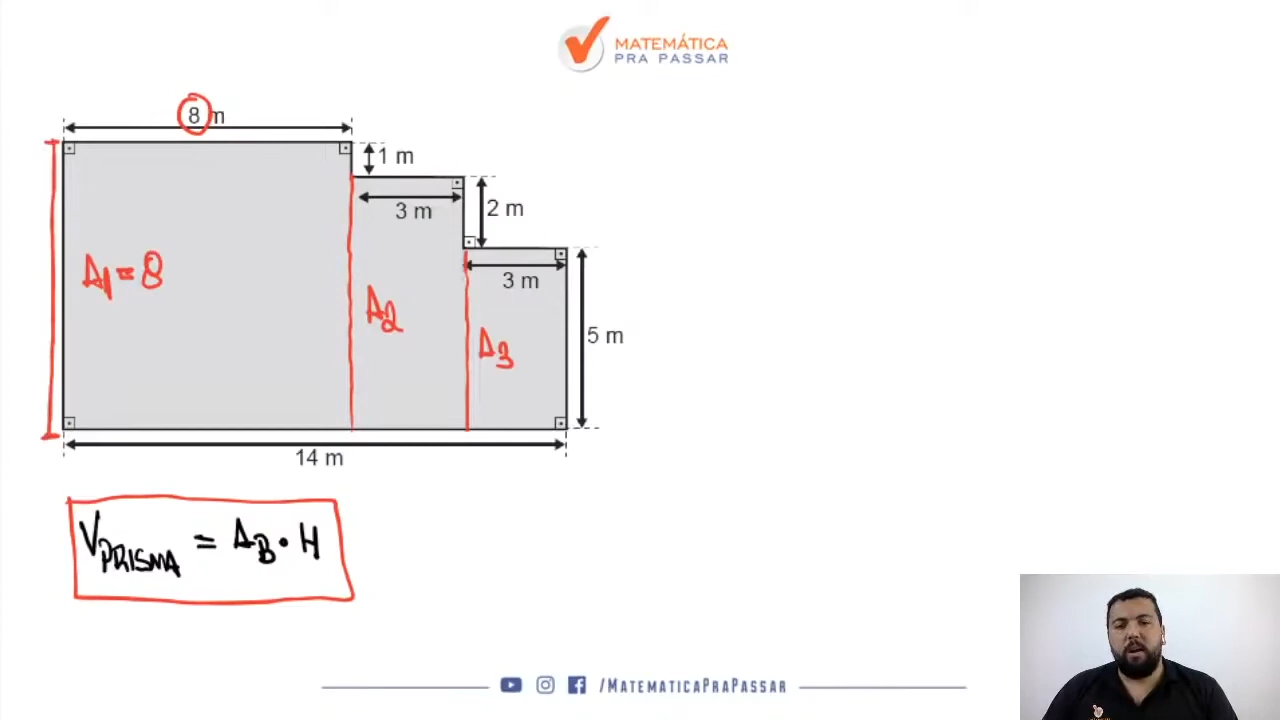 MATEMÁTICA
PRA PASSAR
8 m
1 m
3 m
2 m
3 m
A1 = 8
A2
A3
5 m
14 m
VPRISMA = AB · H
/MATEMATICAPRAPASSAR